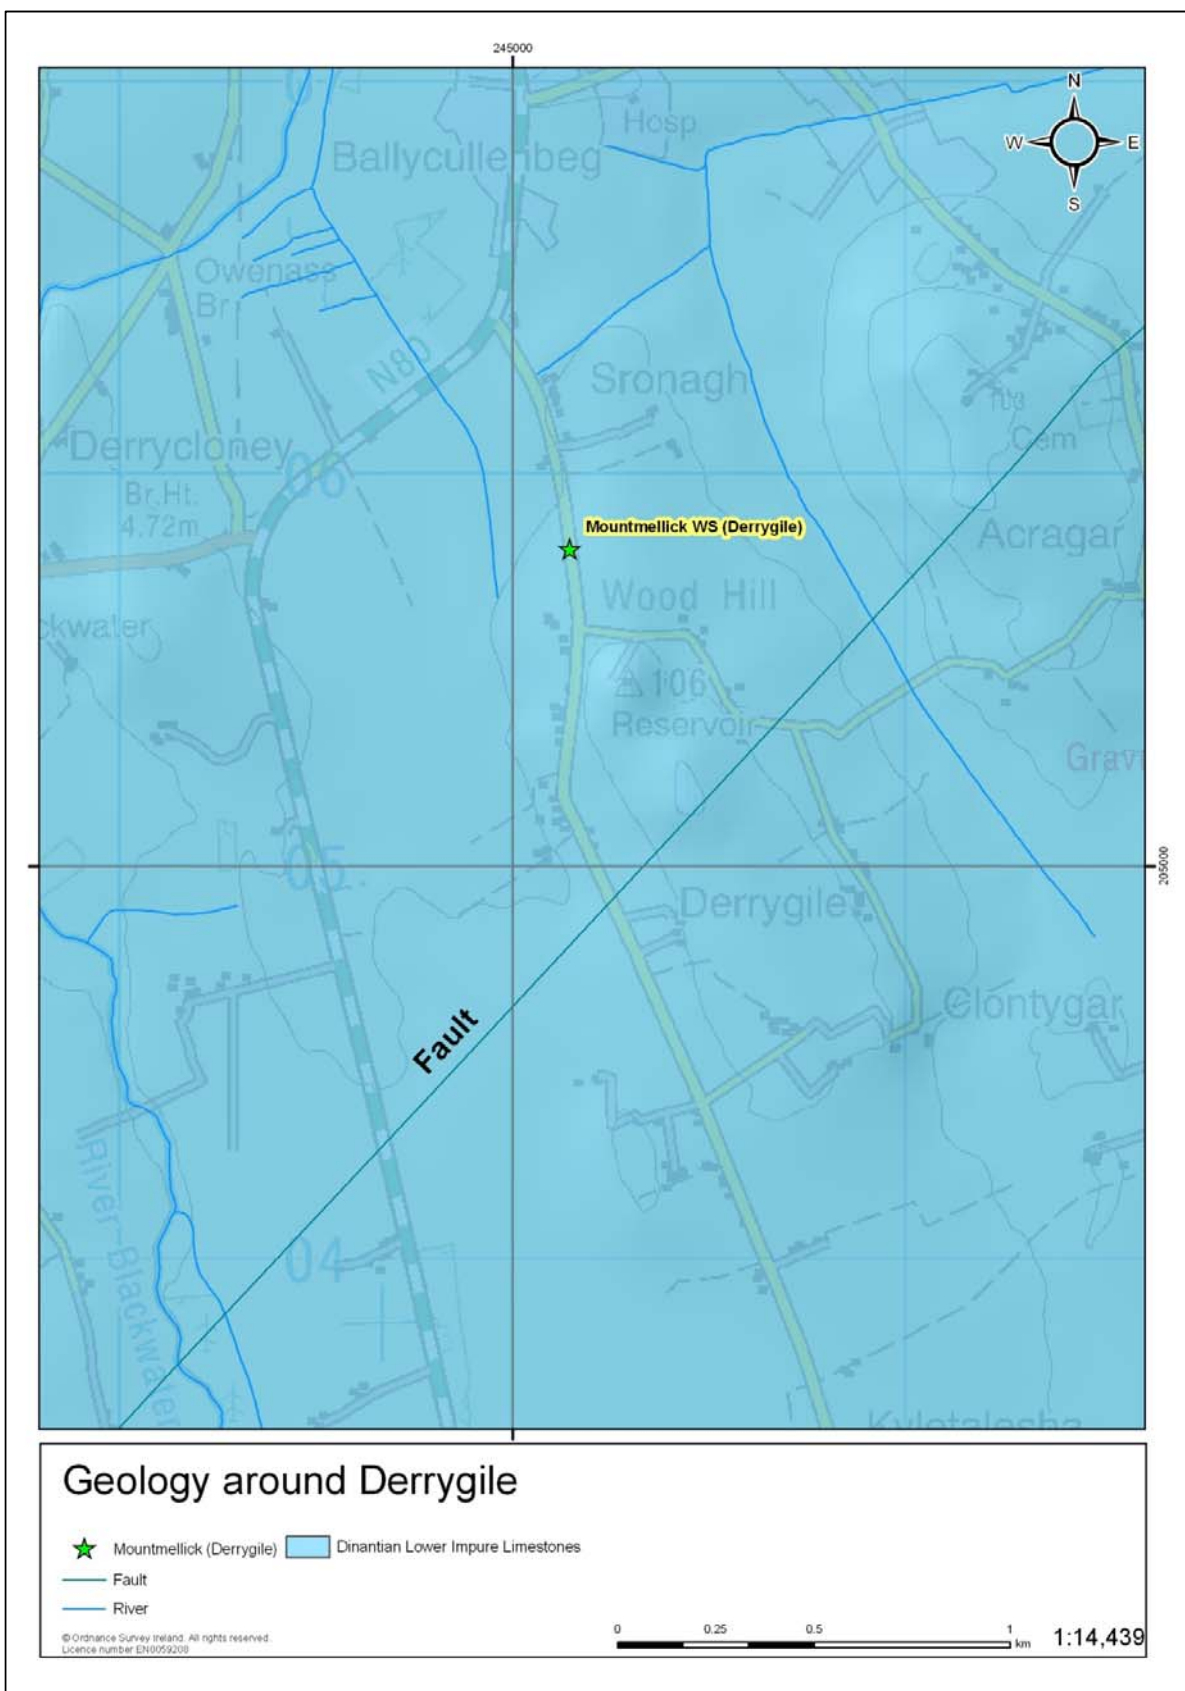 245000
N
W E
S
Hosp
Ballycullenbeg
Owenass
Br
N80
Sronagh
103
Cem
Derrycloney
06
Br.Ht.
4.72m
Mountmellick WS (Derrygile)
Acragar
Wood Hill
ckwater
106
Reservoir
Grav
05
205000
Derrygile
Clontygar
Fault
River Blackwater
04
Kyletalesha
Geology around Derrygile
Mountmellick (Derrygile) Dinantian Lower Impure Limestones
Fault
River
© Ordnance Survey Ireland. All rights reserved.
Licence number EN0059208
0 0.25 0.5 1 km
1:14,439